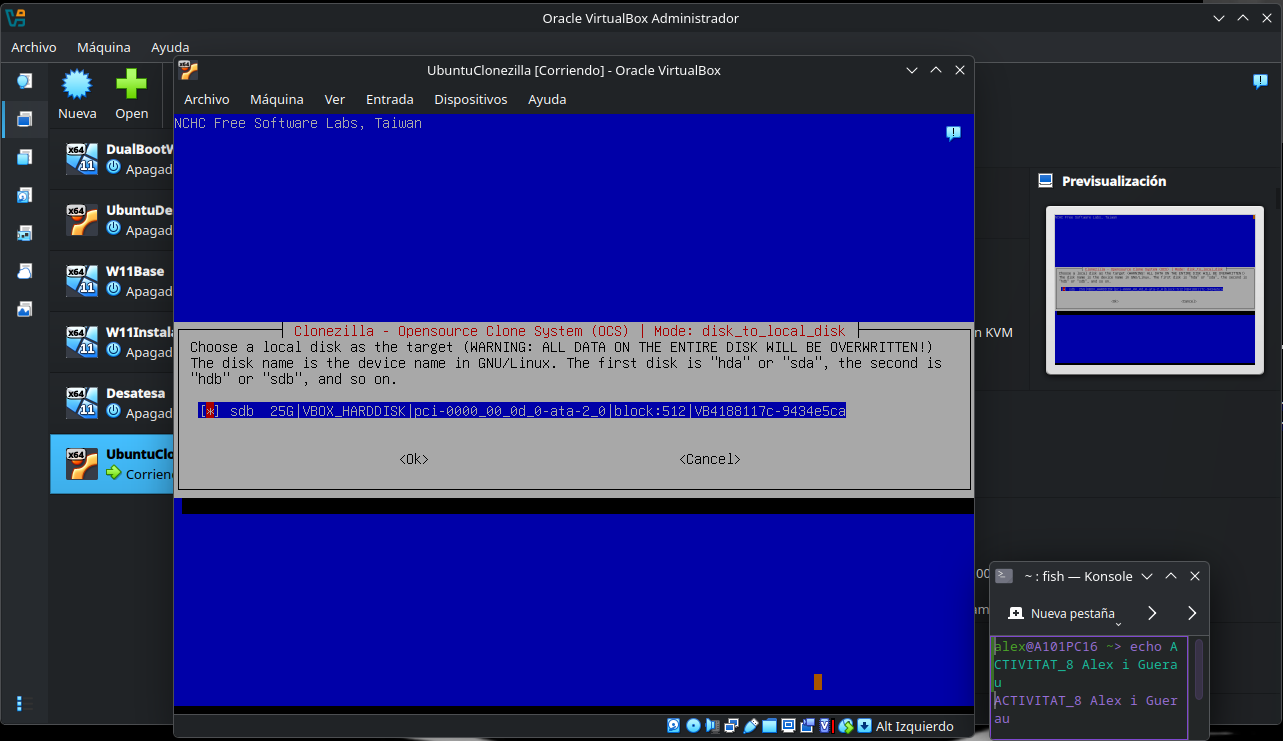 Oracle VirtualBox Administrador
Archivo Máquina Ayuda
Nueva
Open
DualBootW
Apagad
UbuntuDe
Apagad
W11Base
Apagad
W11Instala
Apagad
Desatesa
Apagad
UbuntuClo
Corriend
UbuntuClonezilla [Corriendo] - Oracle VirtualBox
Archivo Máquina Ver Entrada Dispositivos Ayuda
NCHC Free Software Labs, Taiwan
Clonezilla - Opensource Clone System (OCS) | Mode: disk_to_local_disk
Choose a local disk as the target (WARNING: ALL DATA ON THE ENTIRE DISK WILL BE OVERWRITTEN!)
The disk name is the device name in GNU/Linux. The first disk is "hda" or "sda", the second is
"hdb" or "sdb", and so on.
[*] sdb 25G|VBOX_HARDDISK|pci-0000_00_0d_0-ata-2_0|block:512|VB4188117c-9434e5ca
<Ok> <Cancel>
Alt Izquierdo
Previsualización
n KVM
~ : fish — Konsole
Nueva pestaña
alex@A101PC16 ~> echo A
CTIVITAT_8 Alex i Guera
u
ACTIVITAT_8 Alex i Guer
au